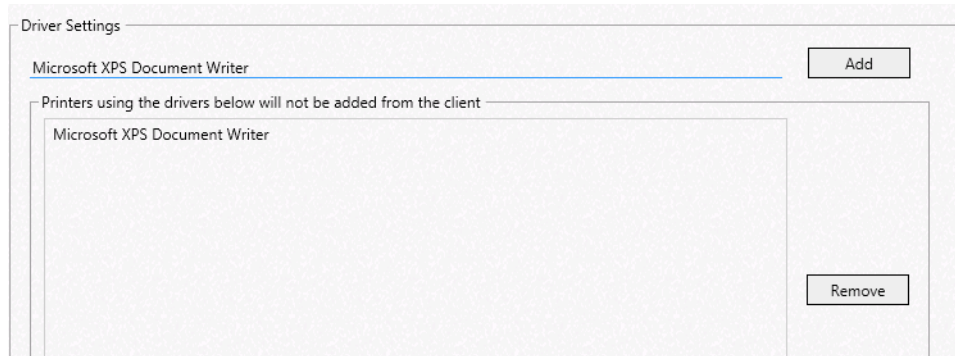 Driver Settings
Microsoft XPS Document Writer
Add
Printers using the drivers below will not be added from the client
Microsoft XPS Document Writer
Remove